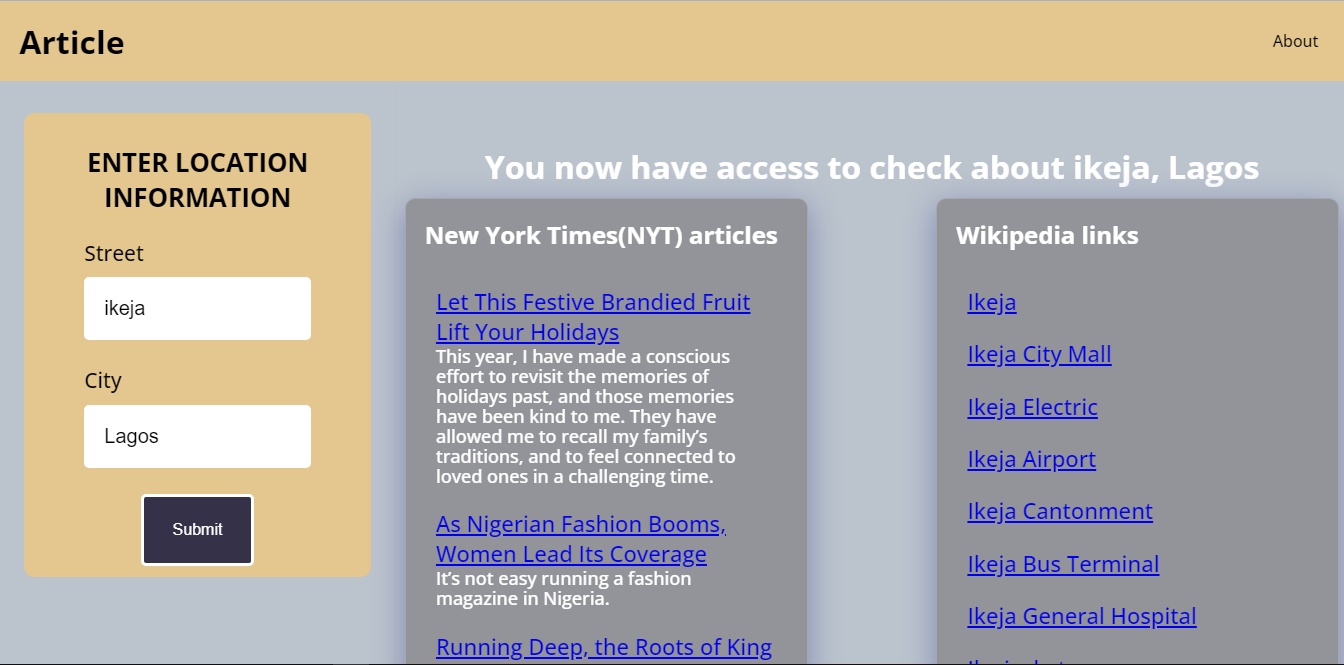 Article
About
ENTER LOCATION
INFORMATION
Street
ikeja
City
Lagos
Submit
You now have access to check about ikeja, Lagos
New York Times(NYT) articles
Let This Festive Brandied Fruit
Lift Your Holidays
This year, I have made a conscious
effort to revisit the memories of
holidays past, and those memories
have been kind to me. They have
allowed me to recall my family’s
traditions, and to feel connected to
loved ones in a challenging time.
As Nigerian Fashion Booms,
Women Lead Its Coverage
It’s not easy running a fashion
magazine in Nigeria.
Running Deep, the Roots of King
Wikipedia links
Ikeja
Ikeja City Mall
Ikeja Electric
Ikeja Airport
Ikeja Cantonment
Ikeja Bus Terminal
Ikeja General Hospital